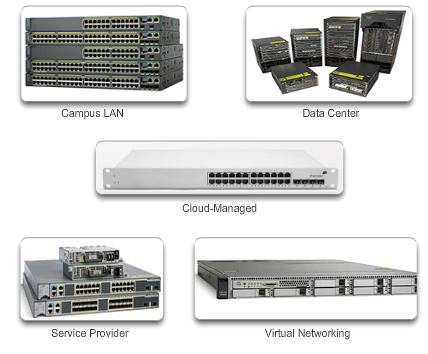 Campus LAN
Data Center
Cloud-Managed
Service Provider
Virtual Networking